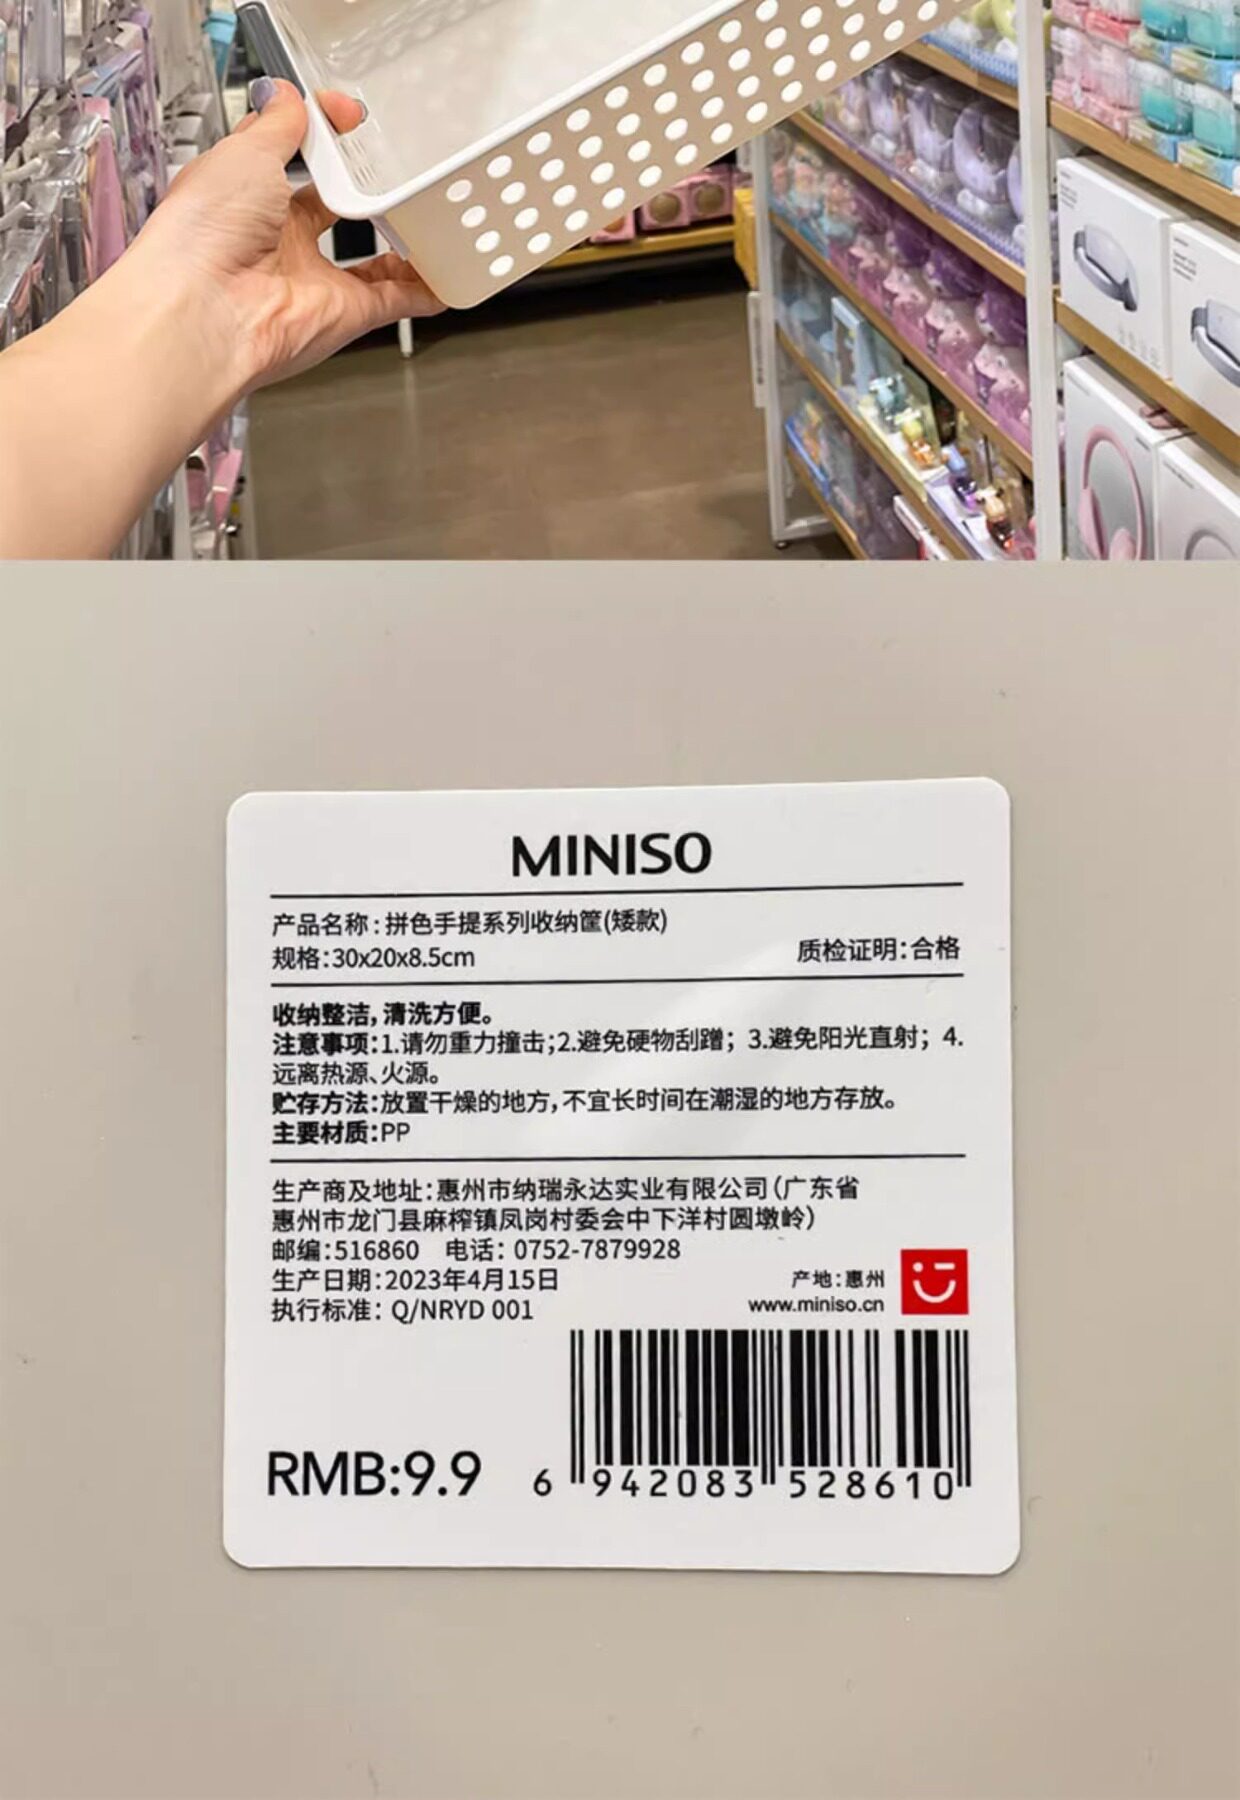 MINISO
产品名称:拼色手提系列收纳筐(矮款)
规格:30x20x8.5cm
质检证明:合格
收纳整洁,清洗方便。
注意事项:1.请勿重力撞击;2.避免硬物刮蹭；3.避免阳光直射；4.
远离热源、火源。
贮存方法:放置干燥的地方,不宜长时间在潮湿的地方存放。
主要材质:PP
生产商及地址:惠州市纳瑞永达实业有限公司(广东省
惠州市龙门县麻榨镇凤岗村委会中下洋村圆墩岭)
邮编:516860 电话: 0752-7879928
生产日期:2023年4月15日
执行标准: Q/NRYD 001
产地:惠州
www.miniso.cn
RMB:9.9
6 942083 528610